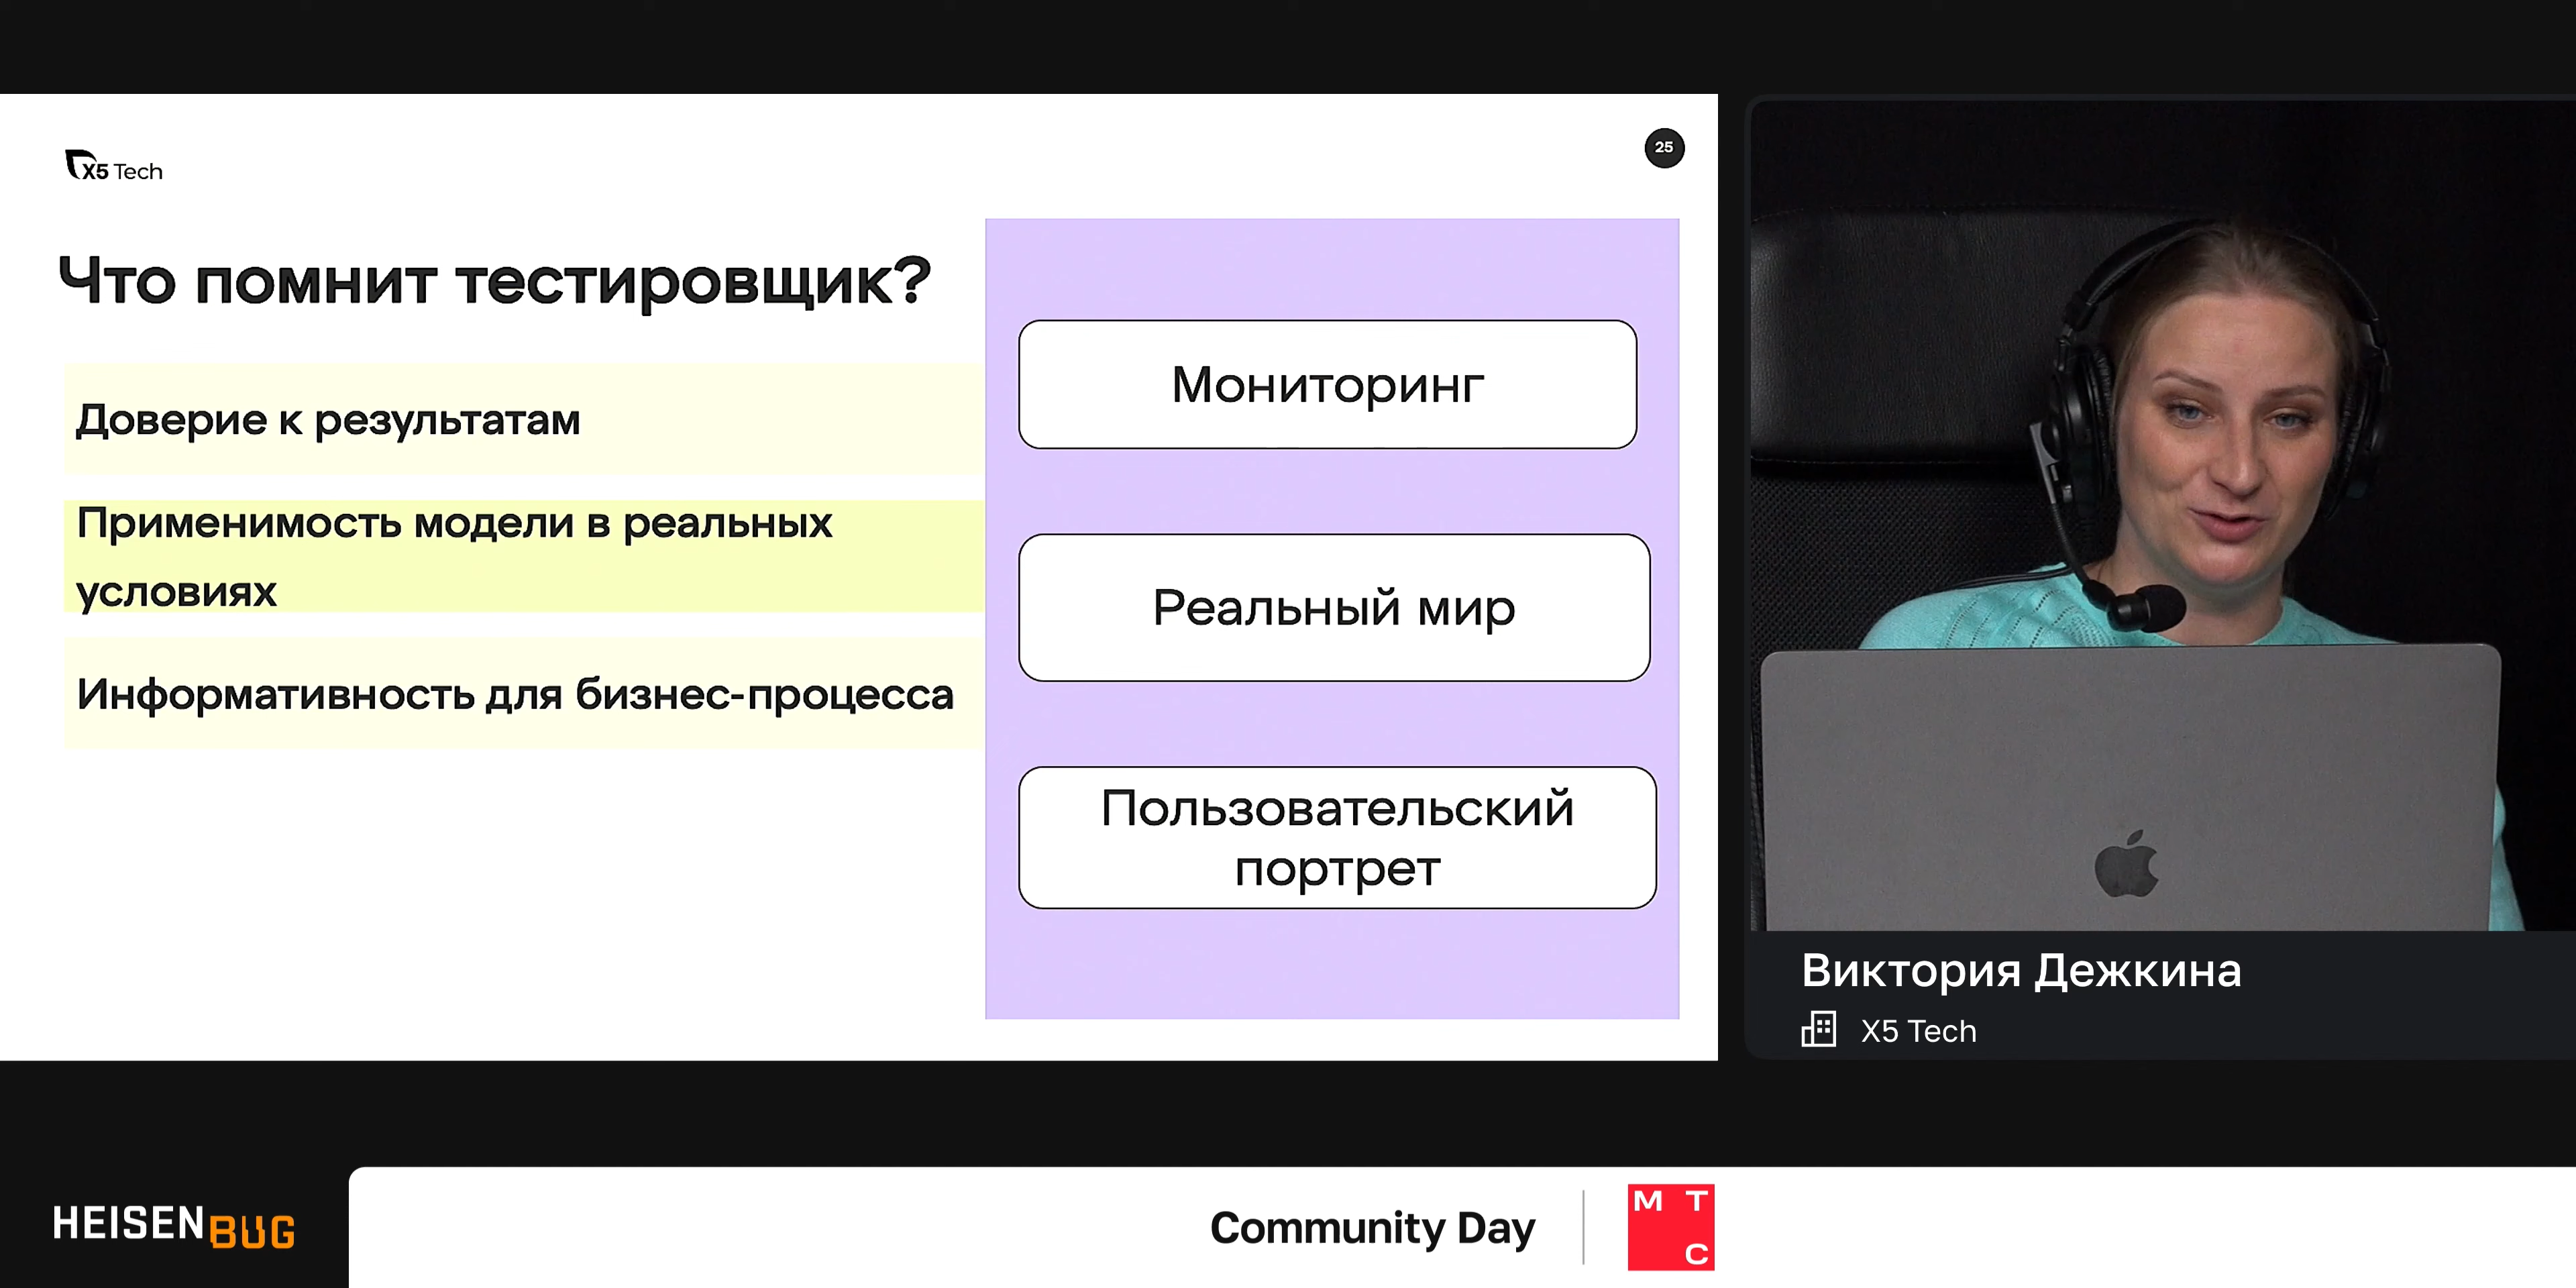 X5 Tech
25
Что помнит тестировщик?
Доверие к результатам
Применимость модели в реальных
условиях
Информативность для бизнес-процесса
Мониторинг
Реальный мир
Пользовательский
портрет
Виктория Дежкина
X5 Tech
HEISENBUG
Community Day
М Т
С